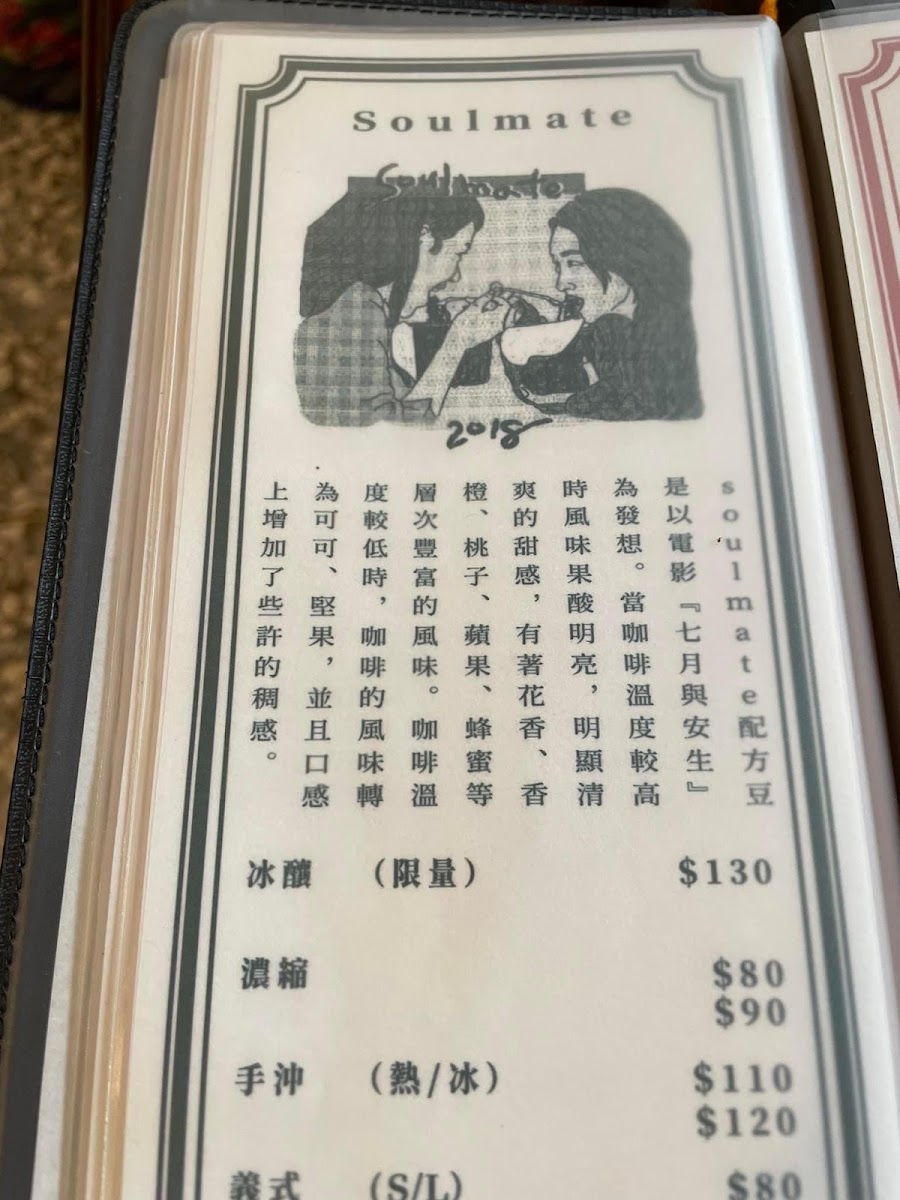 Soulmate
Soulmate
2018
soulmate配方豆
是以電影『七月與安生』
為發想。當咖啡溫度較高
時風味果酸明亮，明顯清
爽的甜感，有著花香、香
橙、桃子、蘋果、蜂蜜等
層次豐富的風味。咖啡溫
度較低時，咖啡的風味轉
為可可、堅果，並且口感
上增加了些許的稠感。
冰釀 （限量） $130
濃縮 $80
$90
手沖 （熱/冰） $110
$120
義式 （S/L） $80